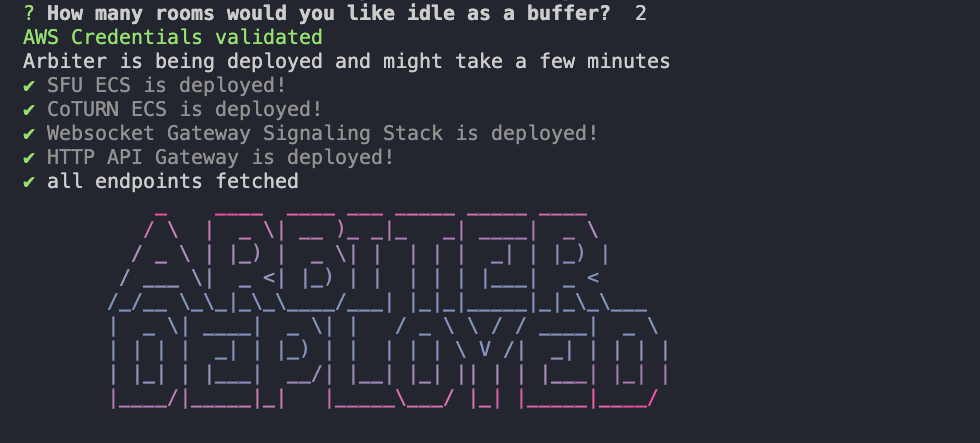 ? How many rooms would you like idle as a buffer? 2
AWS Credentials validated
Arbiter is being deployed and might take a few minutes
✔ SFU ECS is deployed!
✔ CoTURN ECS is deployed!
✔ Websocket Gateway Signaling Stack is deployed!
✔ HTTP API Gateway is deployed!
✔ all endpoints fetched
ARBITER
DEPLOYED